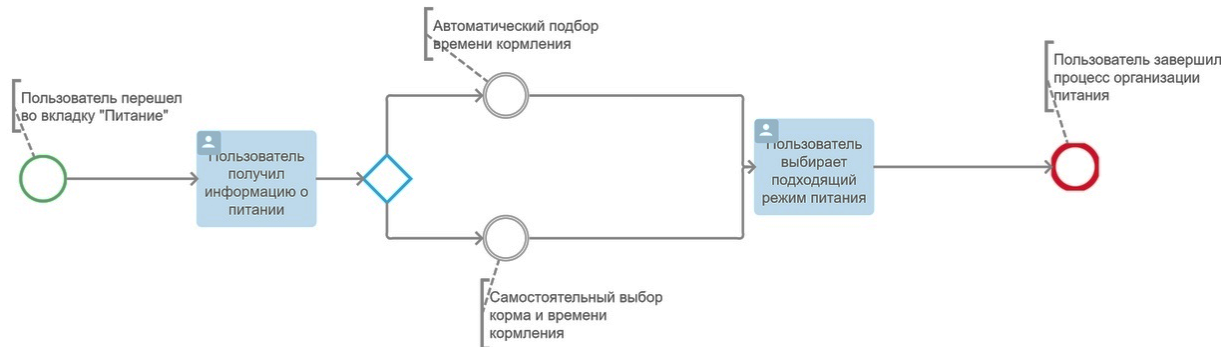 Автоматический подбор
времени кормления
Пользователь завершил
процесс организации
питания
Пользователь перешел
во вкладку "Питание"
Пользователь
получил
информацию о
питании
Пользователь
выбирает
подходящий
режим питания
Самостоятельный выбор
корма и времени
кормления